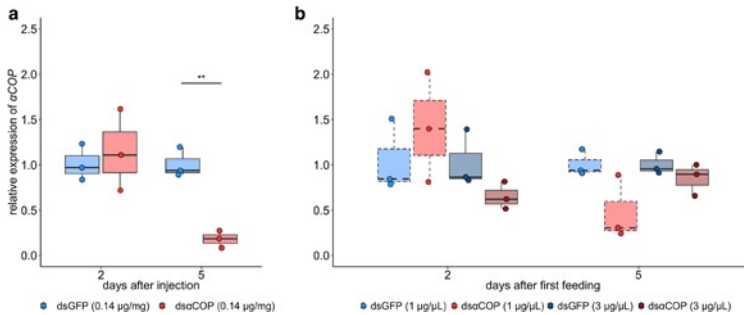 a
relative expression of αCOP
2.5
2.0
1.5
1.0
0.5
0.0
**
2 5
days after injection
dsGFP (0.14 µg/mg) dsαCOP (0.14 µg/mg)
b
2.5
2.0
1.5
1.0
0.5
0.0
2 5
days after first feeding
dsGFP (1 µg/µL) dsαCOP (1 µg/µL) dsGFP (3 µg/µL) dsαCOP (3 µg/µL)